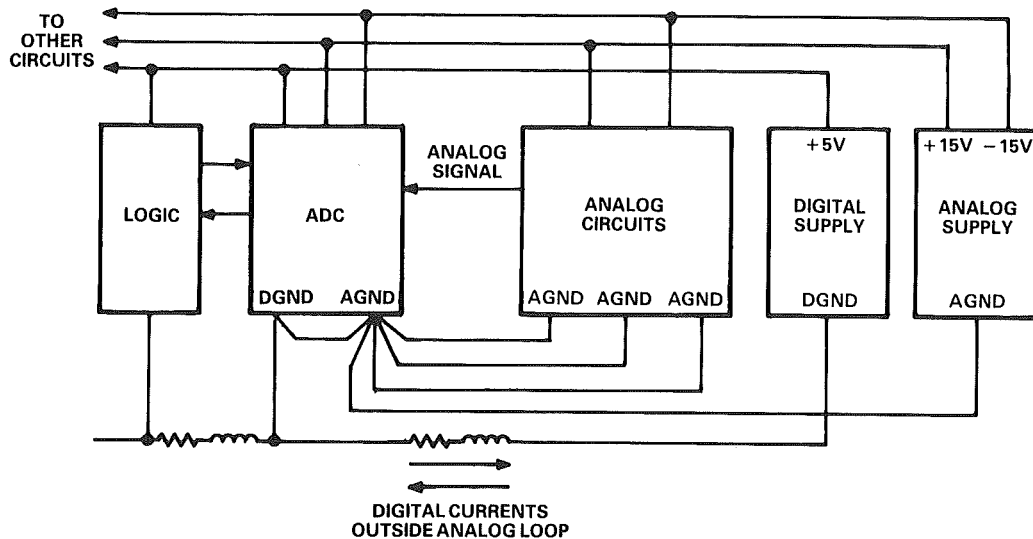 TO
OTHER
CIRCUITS
+5V
+15V -15V
ANALOG
SIGNAL
LOGIC
ADC
ANALOG
CIRCUITS
DIGITAL
SUPPLY
ANALOG
SUPPLY
DGND AGND
AGND AGND AGND
DGND
AGND
DIGITAL CURRENTS
OUTSIDE ANALOG LOOP